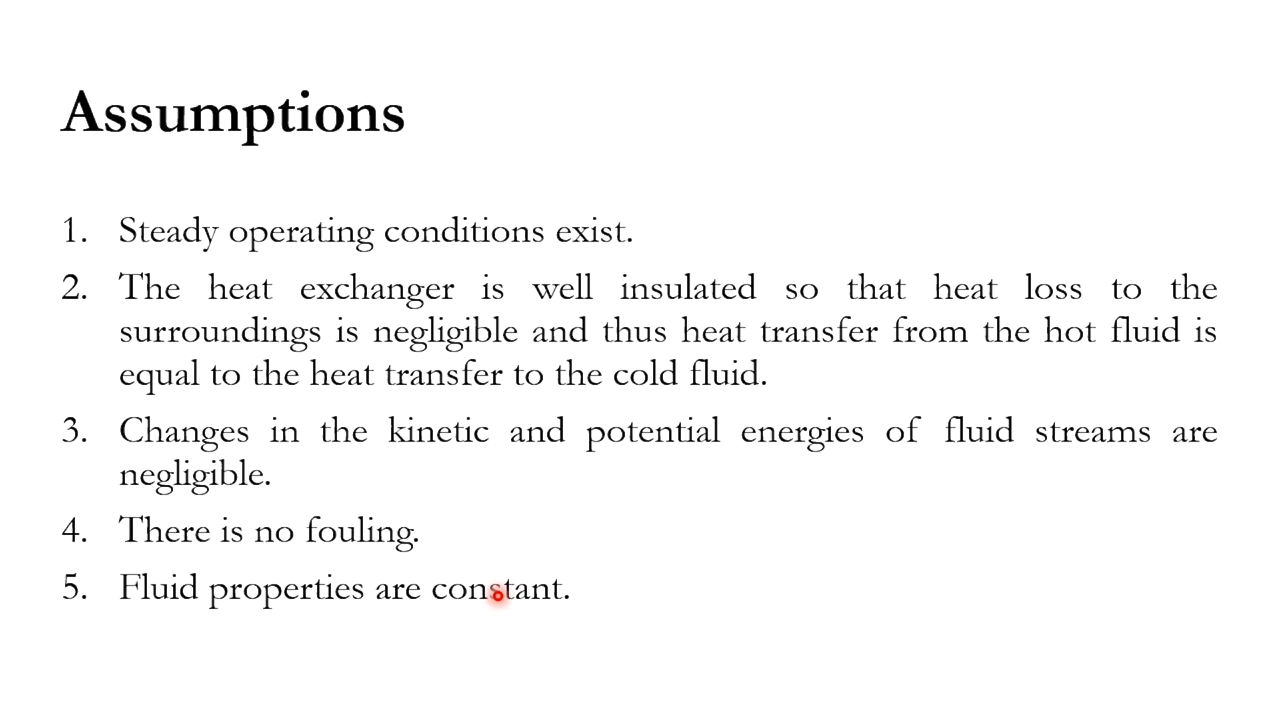 Assumptions
1. Steady operating conditions exist.
2. The heat exchanger is well insulated so that heat loss to the
surroundings is negligible and thus heat transfer from the hot fluid is
equal to the heat transfer to the cold fluid.
3. Changes in the kinetic and potential energies of fluid streams are
negligible.
4. There is no fouling.
5. Fluid properties are constant.